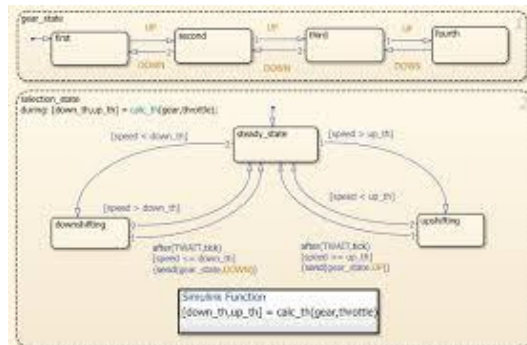 gear_state
first
UP
DOWN
second
UP
DOWN
third
UP
DOWN
fourth
selection_state
during: [down_th,up_th] = calc_th(gear,throttle);
steady_state
[speed < down_th]
[speed > up_th]
[speed > down_th]
[speed < up_th]
downshifting
upshifting
after(TWAIT,tick)
[speed <= down_th]
{send(gear_state.DOWN)}
after(TWAIT,tick)
[speed >= up_th]
{send(gear_state.UP)}
Simulink Function
[down_th,up_th] = calc_th(gear,throttle)